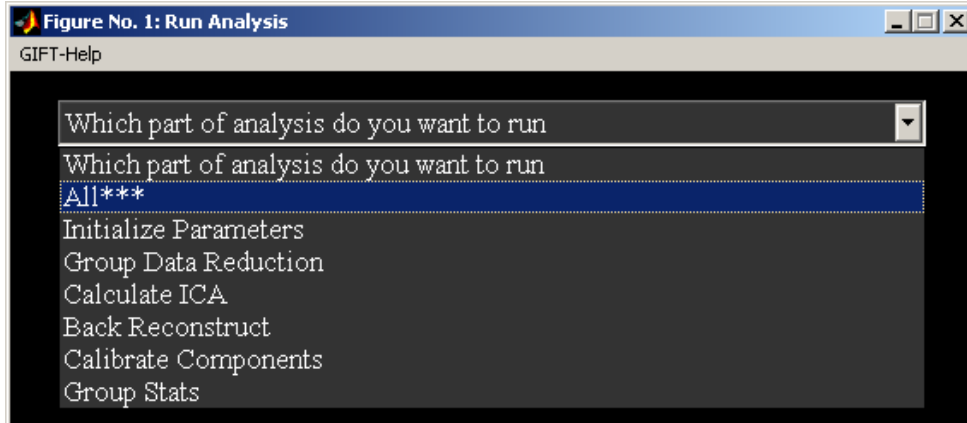 Figure No. 1: Run Analysis
GIFT-Help
Which part of analysis do you want to run
Which part of analysis do you want to run
All***
Initialize Parameters
Group Data Reduction
Calculate ICA
Back Reconstruct
Calibrate Components
Group Stats